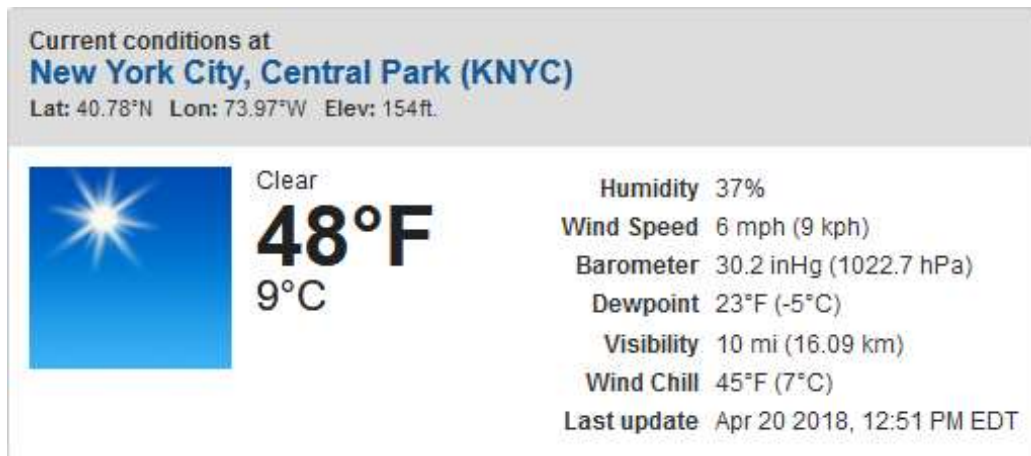 Current conditions at
New York City, Central Park (KNYC)
Lat: 40.78°N Lon: 73.97°W Elev: 154ft.
Clear
48°F
9°C
Humidity 37%
Wind Speed 6 mph (9 kph)
Barometer 30.2 inHg (1022.7 hPa)
Dewpoint 23°F (-5°C)
Visibility 10 mi (16.09 km)
Wind Chill 45°F (7°C)
Last update Apr 20 2018, 12:51 PM EDT